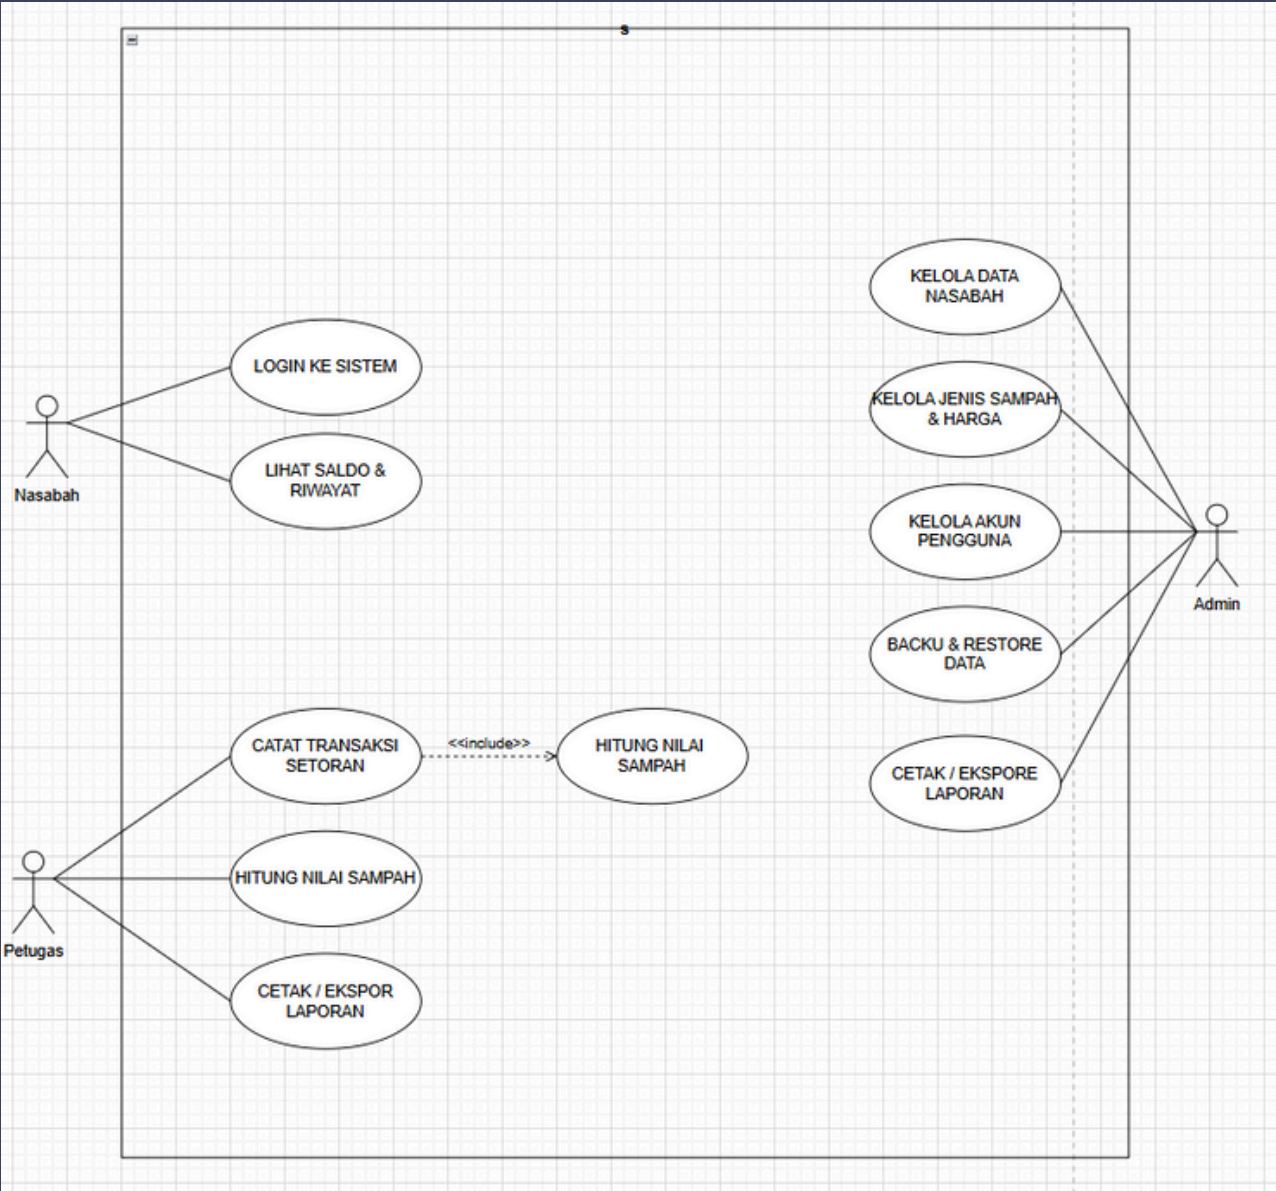 s
KELOLA DATA
NASABAH
LOGIN KE SISTEM
KELOLA JENIS SAMPAH
& HARGA
LIHAT SALDO &
RIWAYAT
Nasabah
KELOLA AKUN
PENGGUNA
Admin
BACKU & RESTORE
DATA
CATAT TRANSAKSI
SETORAN
<<include>>
HITUNG NILAI
SAMPAH
CETAK / EKSPORE
LAPORAN
HITUNG NILAI SAMPAH
Petugas
CETAK / EKSPOR
LAPORAN